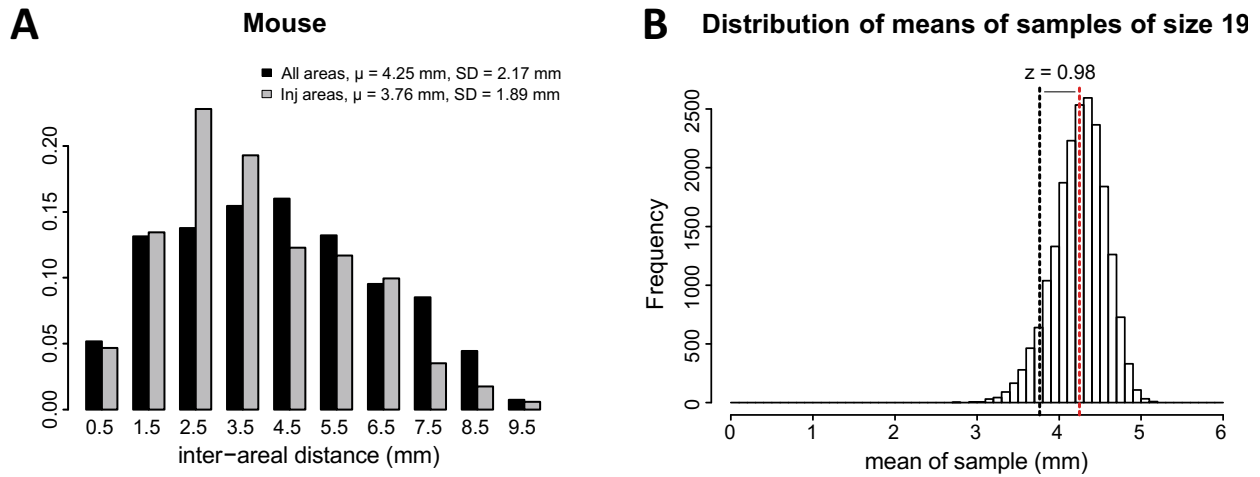 A
Mouse
All areas, μ = 4.25 mm, SD = 2.17 mm
Inj areas, μ = 3.76 mm, SD = 1.89 mm
0.20
0.15
0.10
0.05
0.00
0.5 1.5 2.5 3.5 4.5 5.5 6.5 7.5 8.5 9.5
inter−areal distance (mm)
B
Distribution of means of samples of size 19
z = 0.98
Frequency
2500
2000
1500
1000
500
0
0 1 2 3 4 5 6
mean of sample (mm)